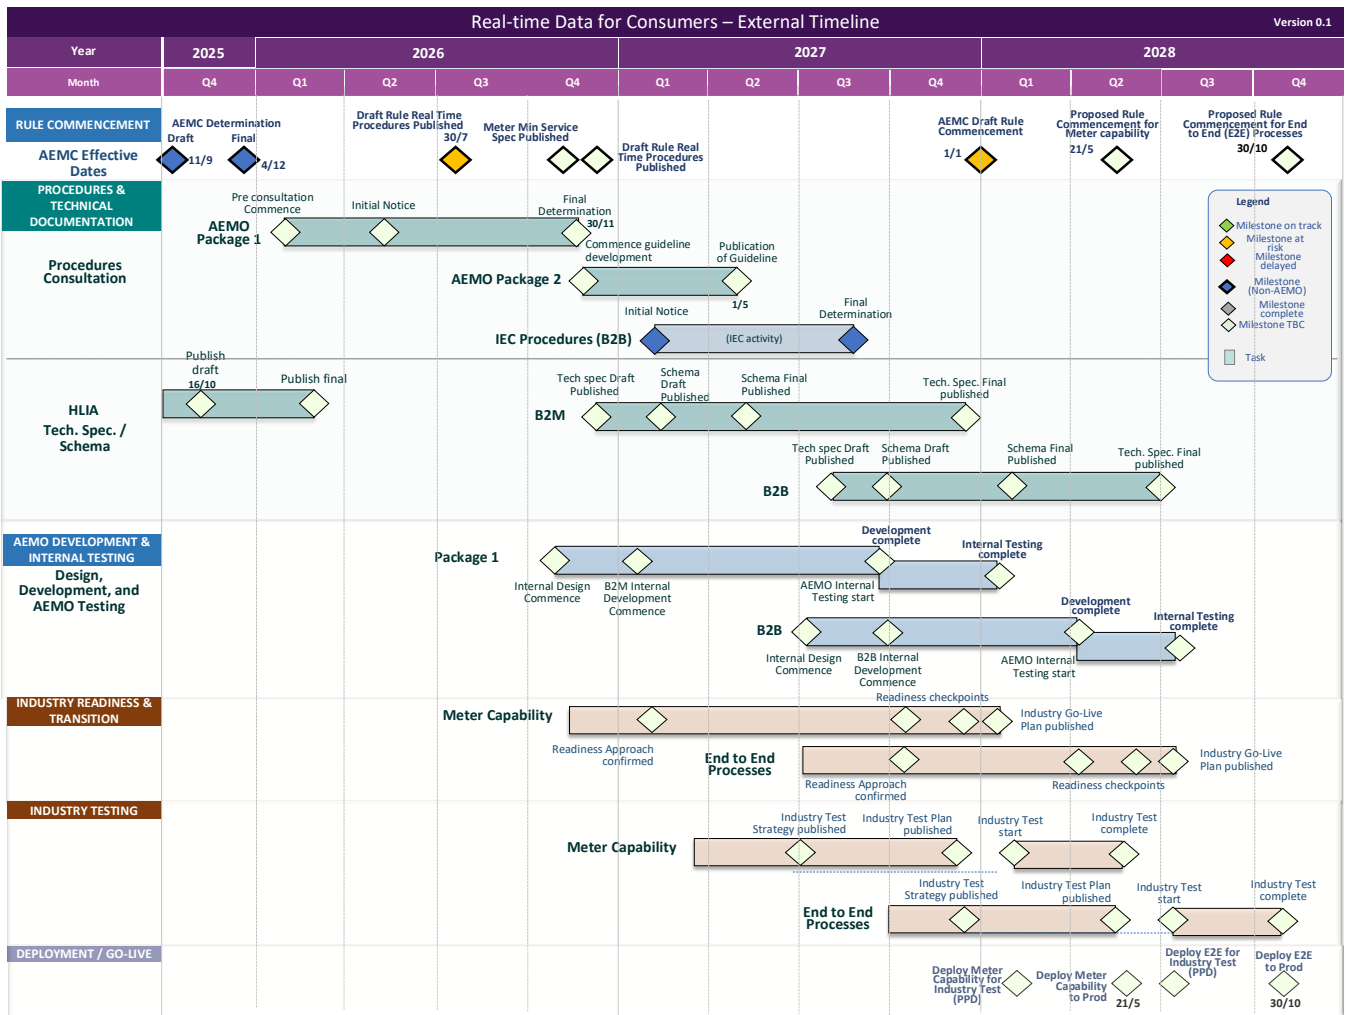 Real-time Data for Consumers – External Timeline
Version 0.1
Year
2025
2026
2027
2028
Month
Q4
Q1
Q2
Q3
Q4
Q1
Q2
Q3
Q4
Q1
Q2
Q3
Q4
RULE COMMENCEMENT
AEMC Effective
Dates
AEMC Determination
Draft
Final
11/9
4/12
Draft Rule Real Time
Procedures Published
30/7
Meter Min Service
Spec Published
Draft Rule Real
Time Procedures
Published
AEMC Draft Rule
Commencement
1/1
Proposed Rule
Commencement for
Meter capability
21/5
Proposed Rule
Commencement for End
to End (E2E) Processes
30/10
PROCEDURES &
TECHNICAL
DOCUMENTATION
Procedures
Consultation
AEMO
Package 1
Pre consultation
Commence
Initial Notice
Final
Determination
30/11
AEMO Package 2
Commence guideline
development
Publication
of Guideline
1/5
IEC Procedures (B2B)
Initial Notice
(IEC activity)
Final
Determination
Legend
Milestone on track
Milestone at
risk
Milestone
delayed
Milestone
(Non-AEMO)
Milestone
complete
Milestone TBC
Task
HLIA
Tech. Spec. /
Schema
Publish
draft
16/10
Publish final
B2M
Tech spec Draft
Published
Schema
Draft
Published
Schema Final
Published
Tech. Spec. Final
published
B2B
Tech spec Draft
Published
Schema Draft
Published
Schema Final
Published
Tech. Spec. Final
published
AEMO DEVELOPMENT &
INTERNAL TESTING
Design,
Development, and
AEMO Testing
Package 1
Internal Design
Commence
B2M Internal
Development
Commence
Development
complete
AEMO Internal
Testing start
Internal Testing
complete
B2B
Internal Design
Commence
B2B Internal
Development
Commence
Development
complete
AEMO Internal
Testing start
Internal Testing
complete
INDUSTRY READINESS &
TRANSITION
Meter Capability
Readiness Approach
confirmed
Readiness checkpoints
Industry Go-Live
Plan published
End to End
Processes
Readiness Approach
confirmed
Readiness checkpoints
Industry Go-Live
Plan published
INDUSTRY TESTING
Meter Capability
Industry Test
Strategy published
Industry Test Plan
published
Industry Test
start
Industry Test
complete
End to End
Processes
Industry Test
Strategy published
Industry Test Plan
published
Industry Test
start
Industry Test
complete
DEPLOYMENT / GO-LIVE
Deploy Meter
Capability for
Industry Test
(PPD)
Deploy Meter
Capability
to Prod
21/5
Deploy E2E for
Industry Test
(PPD)
Deploy E2E
to Prod
30/10